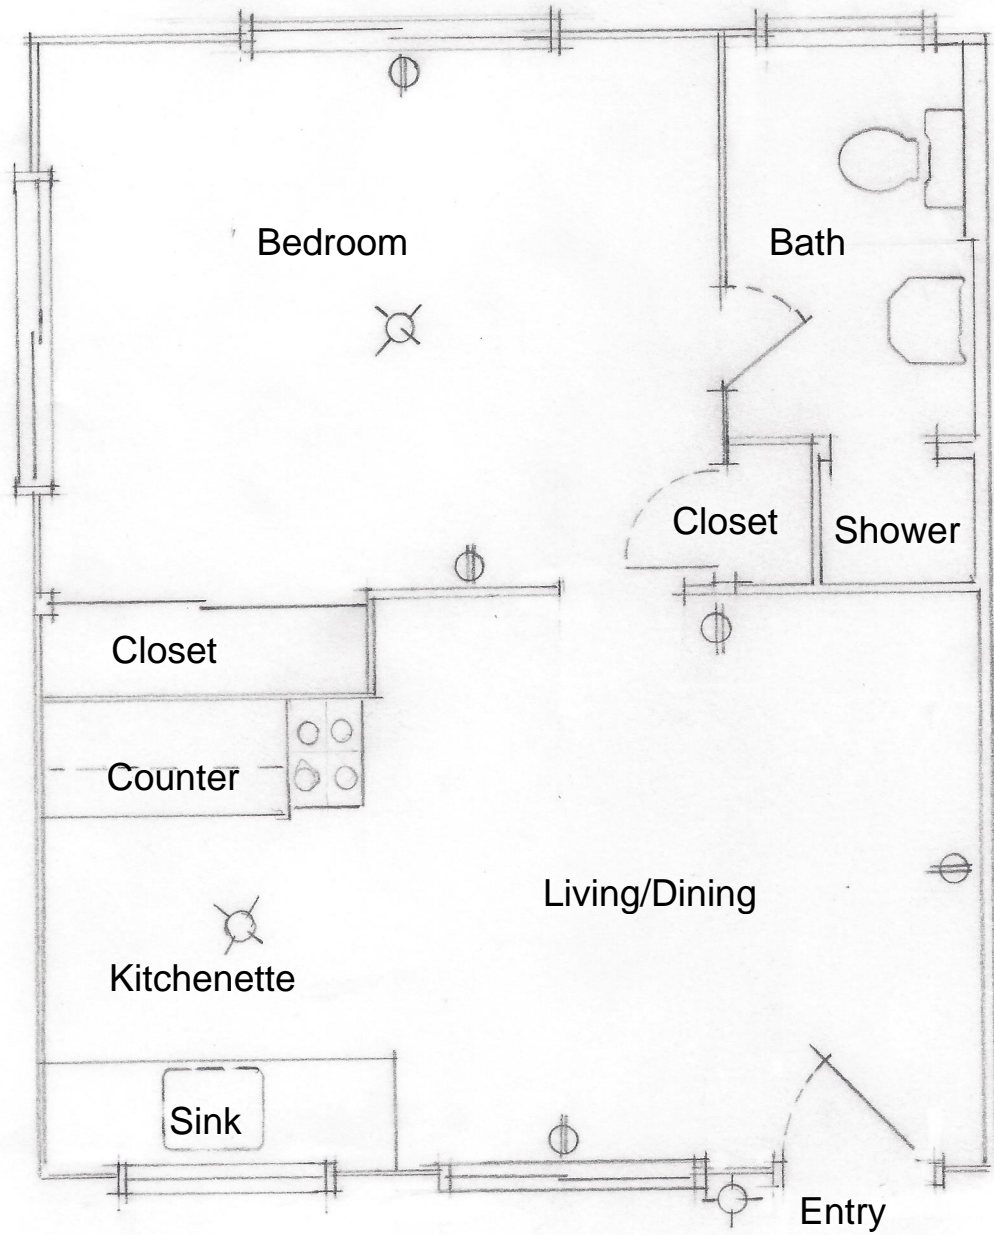 Bedroom
Bath
Closet
Shower
Closet
Counter
Living/Dining
Kitchenette
Sink
Entry